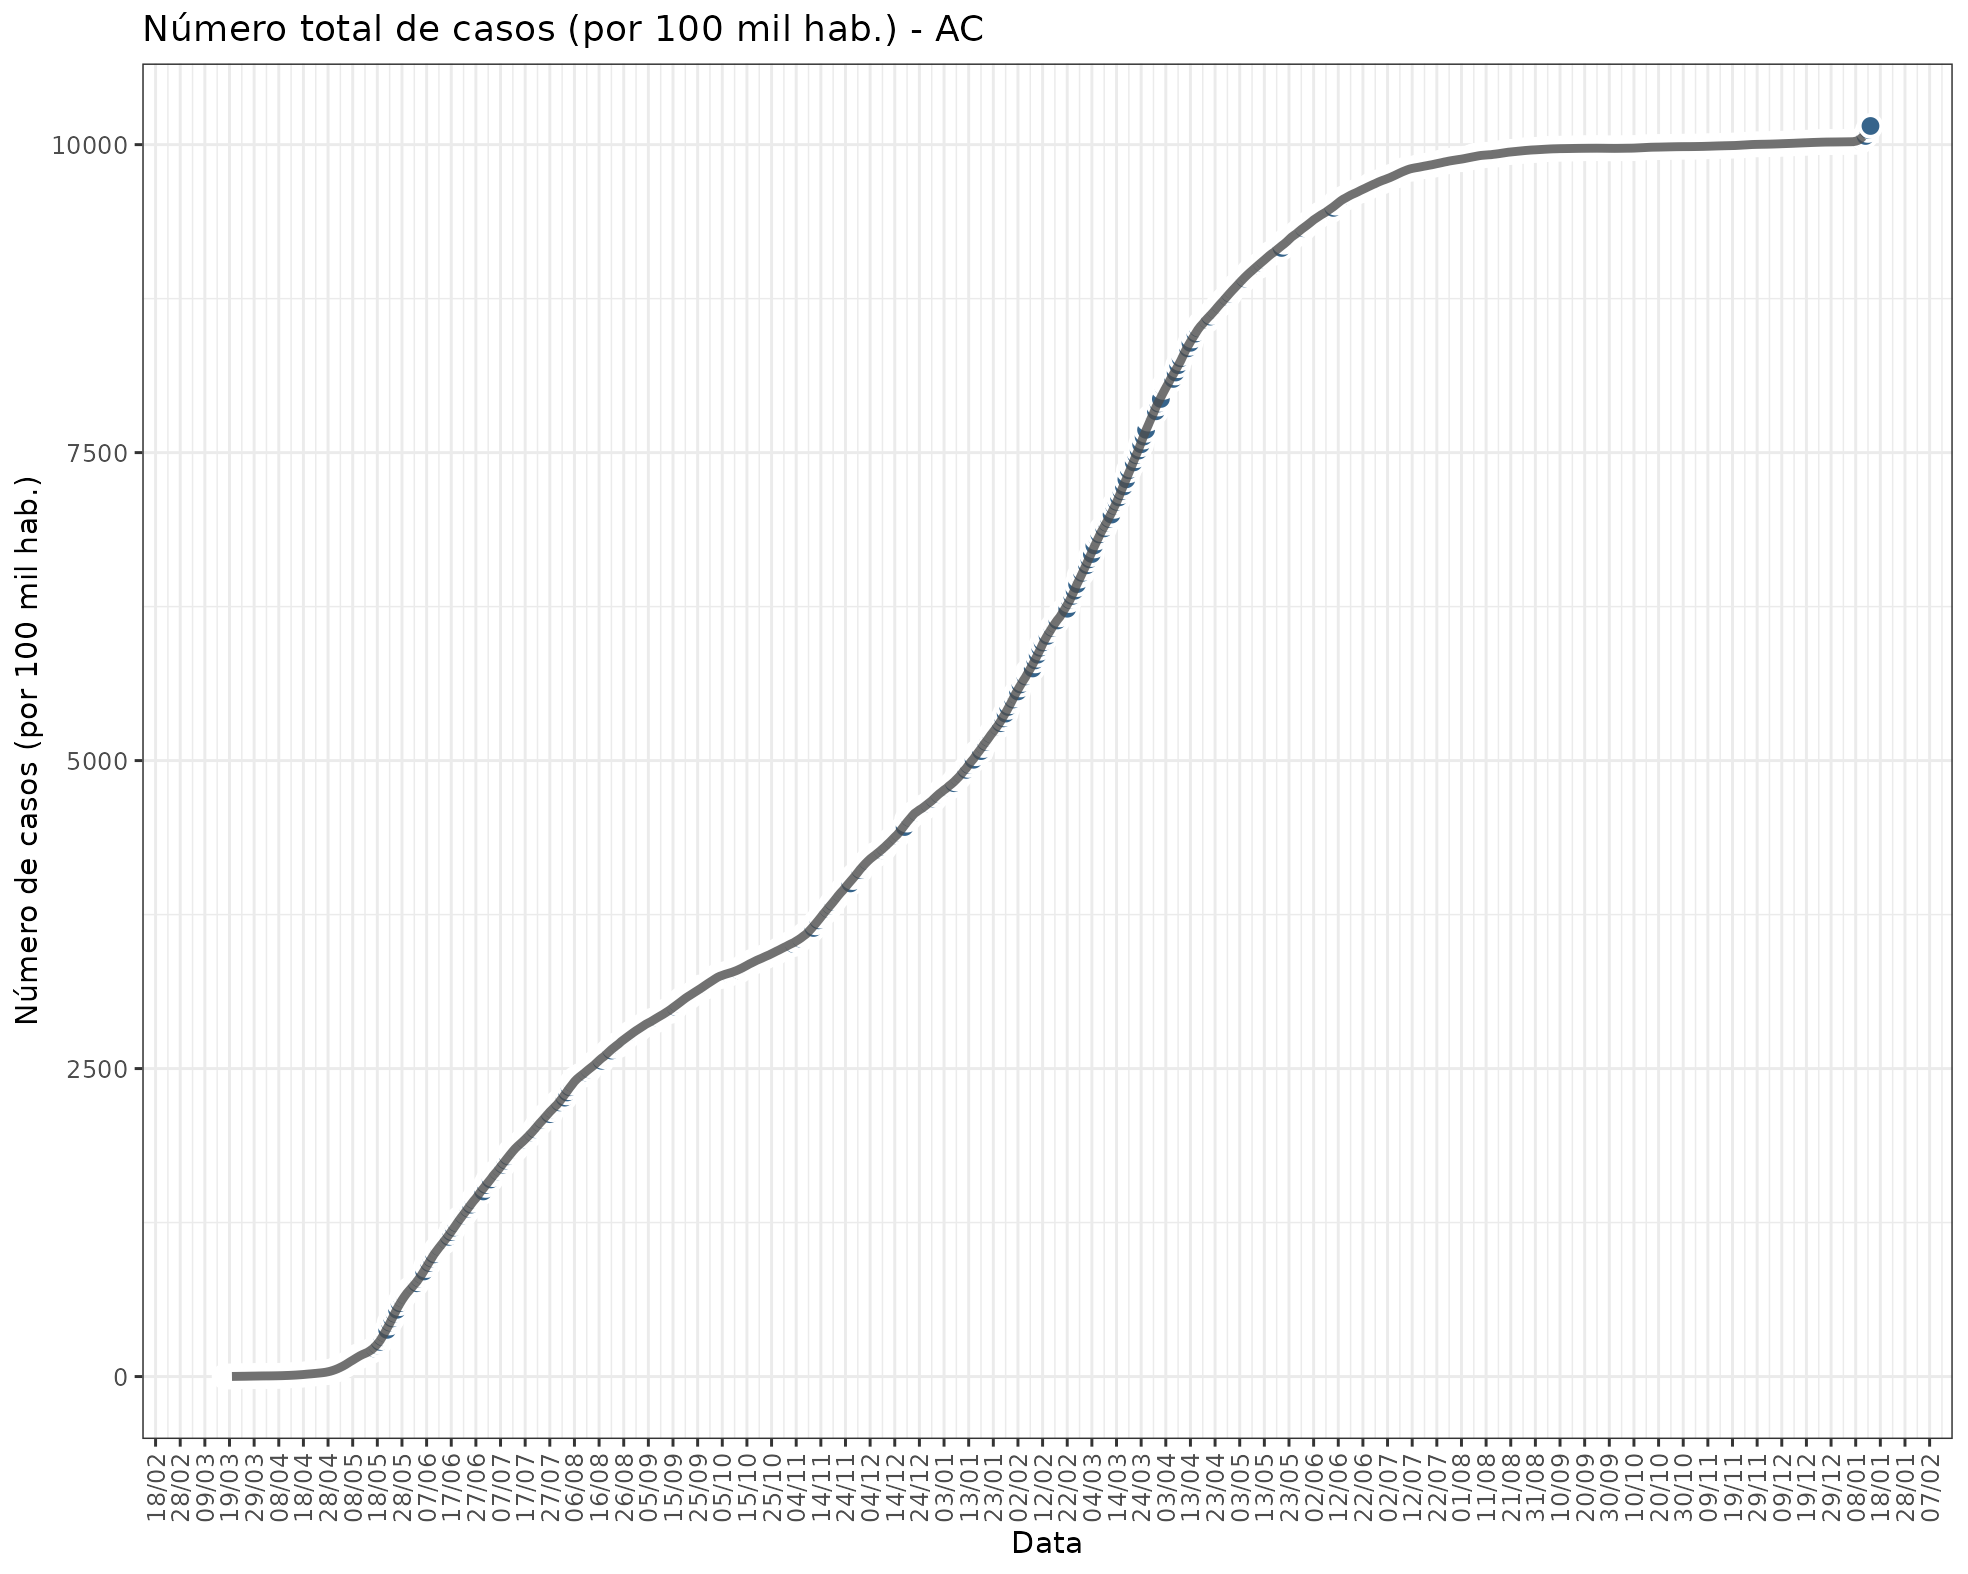 Número total de casos (por 100 mil hab.) - AC
Número de casos (por 100 mil hab.)
10000
7500
5000
2500
0
18/02 28/02 09/03 19/03 29/03 08/04 18/04 28/04 08/05 18/05 28/05 07/06 17/06 27/06 07/07 17/07 27/07 06/08 16/08 26/08 05/09 15/09 25/09 05/10 15/10 25/10 04/11 14/11 24/11 04/12 14/12 24/12 03/01 13/01 23/01 02/02 12/02 22/02 04/03 14/03 24/03 03/04 13/04 23/04 03/05 13/05 23/05 02/06 12/06 22/06 02/07 12/07 22/07 01/08 11/08 21/08 31/08 10/09 20/09 30/09 10/10 20/10 30/10 09/11 19/11 29/11 09/12 19/12 29/12 08/01 18/01 28/01 07/02
Data